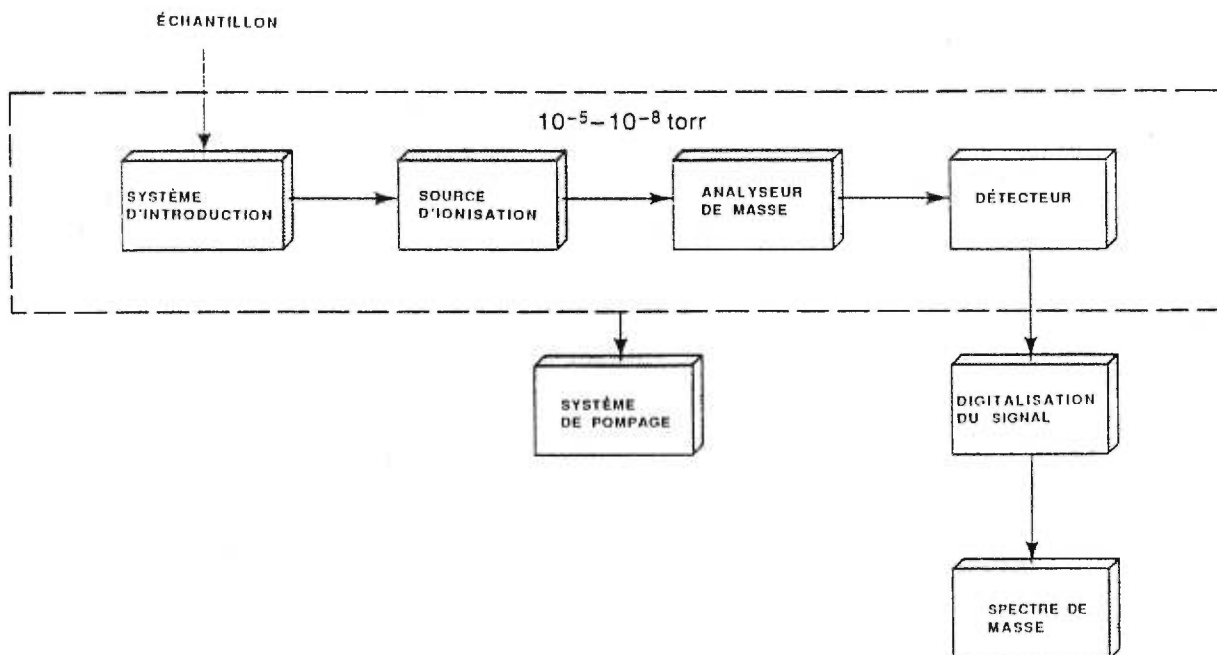 ÉCHANTILLON
10⁻⁵–10⁻⁸ torr
SYSTÈME
D'INTRODUCTION
SOURCE
D'IONISATION
ANALYSEUR
DE MASSE
DÉTECTEUR
SYSTÈME
DE POMPAGE
DIGITALISATION
DU SIGNAL
SPECTRE DE
MASSE